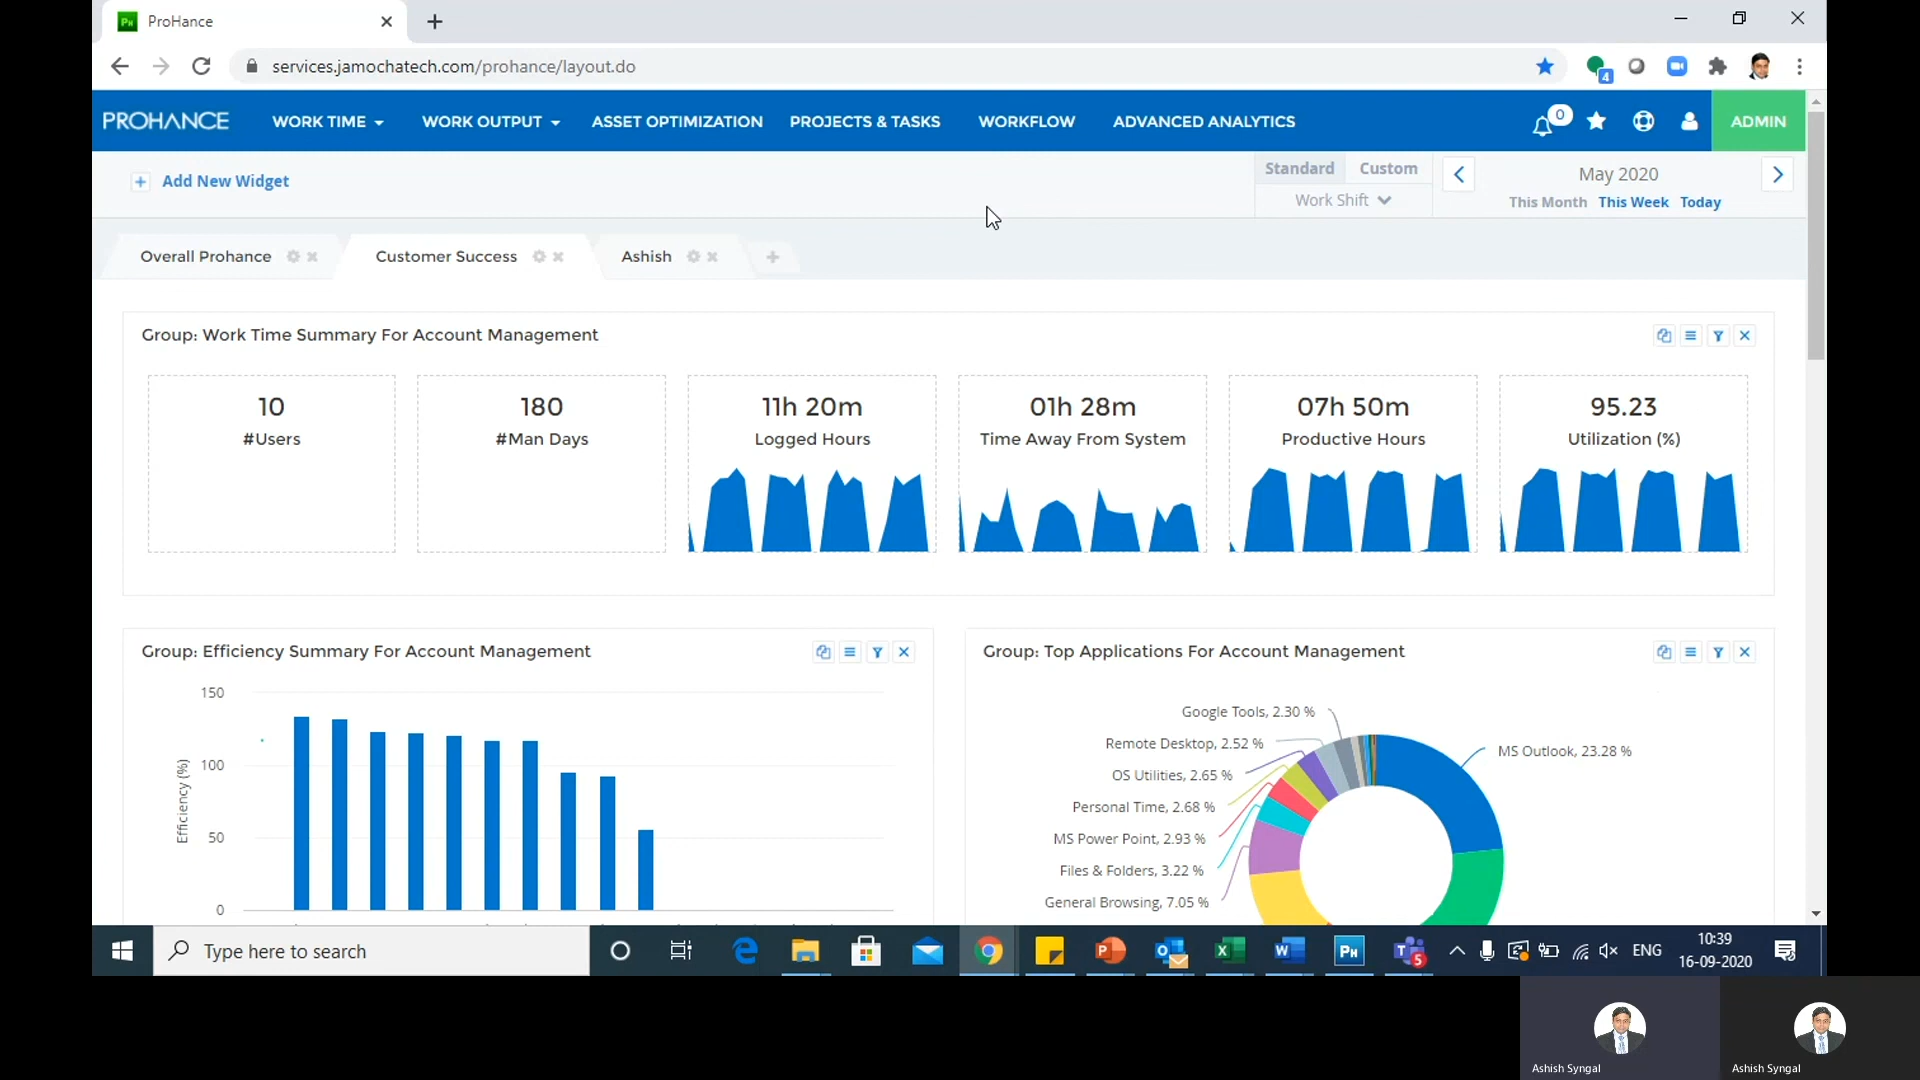 ProHance
services.jamochatech.com/prohance/layout.do
4
PROHANCE
WORK TIME
WORK OUTPUT
ASSET OPTIMIZATION
PROJECTS & TASKS
WORKFLOW
ADVANCED ANALYTICS
0
ADMIN
Add New Widget
Standard
Custom
Work Shift
May 2020
This Month
This Week
Today
Overall Prohance
Customer Success
Ashish
Group: Work Time Summary For Account Management
10
#Users
180
#Man Days
11h 20m
Logged Hours
01h 28m
Time Away From System
07h 50m
Productive Hours
95.23
Utilization (%)
Group: Efficiency Summary For Account Management
150
100
50
0
Efficiency (%)
Group: Top Applications For Account Management
Google Tools, 2.30 %
Remote Desktop, 2.52 %
OS Utilities, 2.65 %
Personal Time, 2.68 %
MS Power Point, 2.93 %
Files & Folders, 3.22 %
General Browsing, 7.05 %
MS Outlook, 23.28 %
Type here to search
PH
5
ENG
10:39
16-09-2020
Ashish Syngal
Ashish Syngal